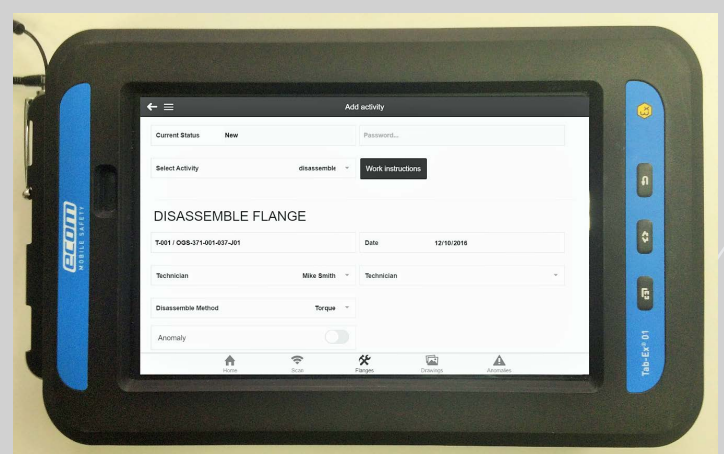 Add activity
Current Status New Password...
Select Activity disassemble Work instructions
DISASSEMBLE FLANGE
T-001 / OGS-371-001-037-J01 Date 12/10/2016
Technician Mike Smith Technician
Disassemble Method Torque
Anomaly
Home Scan Flanges Drawings Anomalies
ecom
MOBILE SAFETY
Tab-Ex® 01